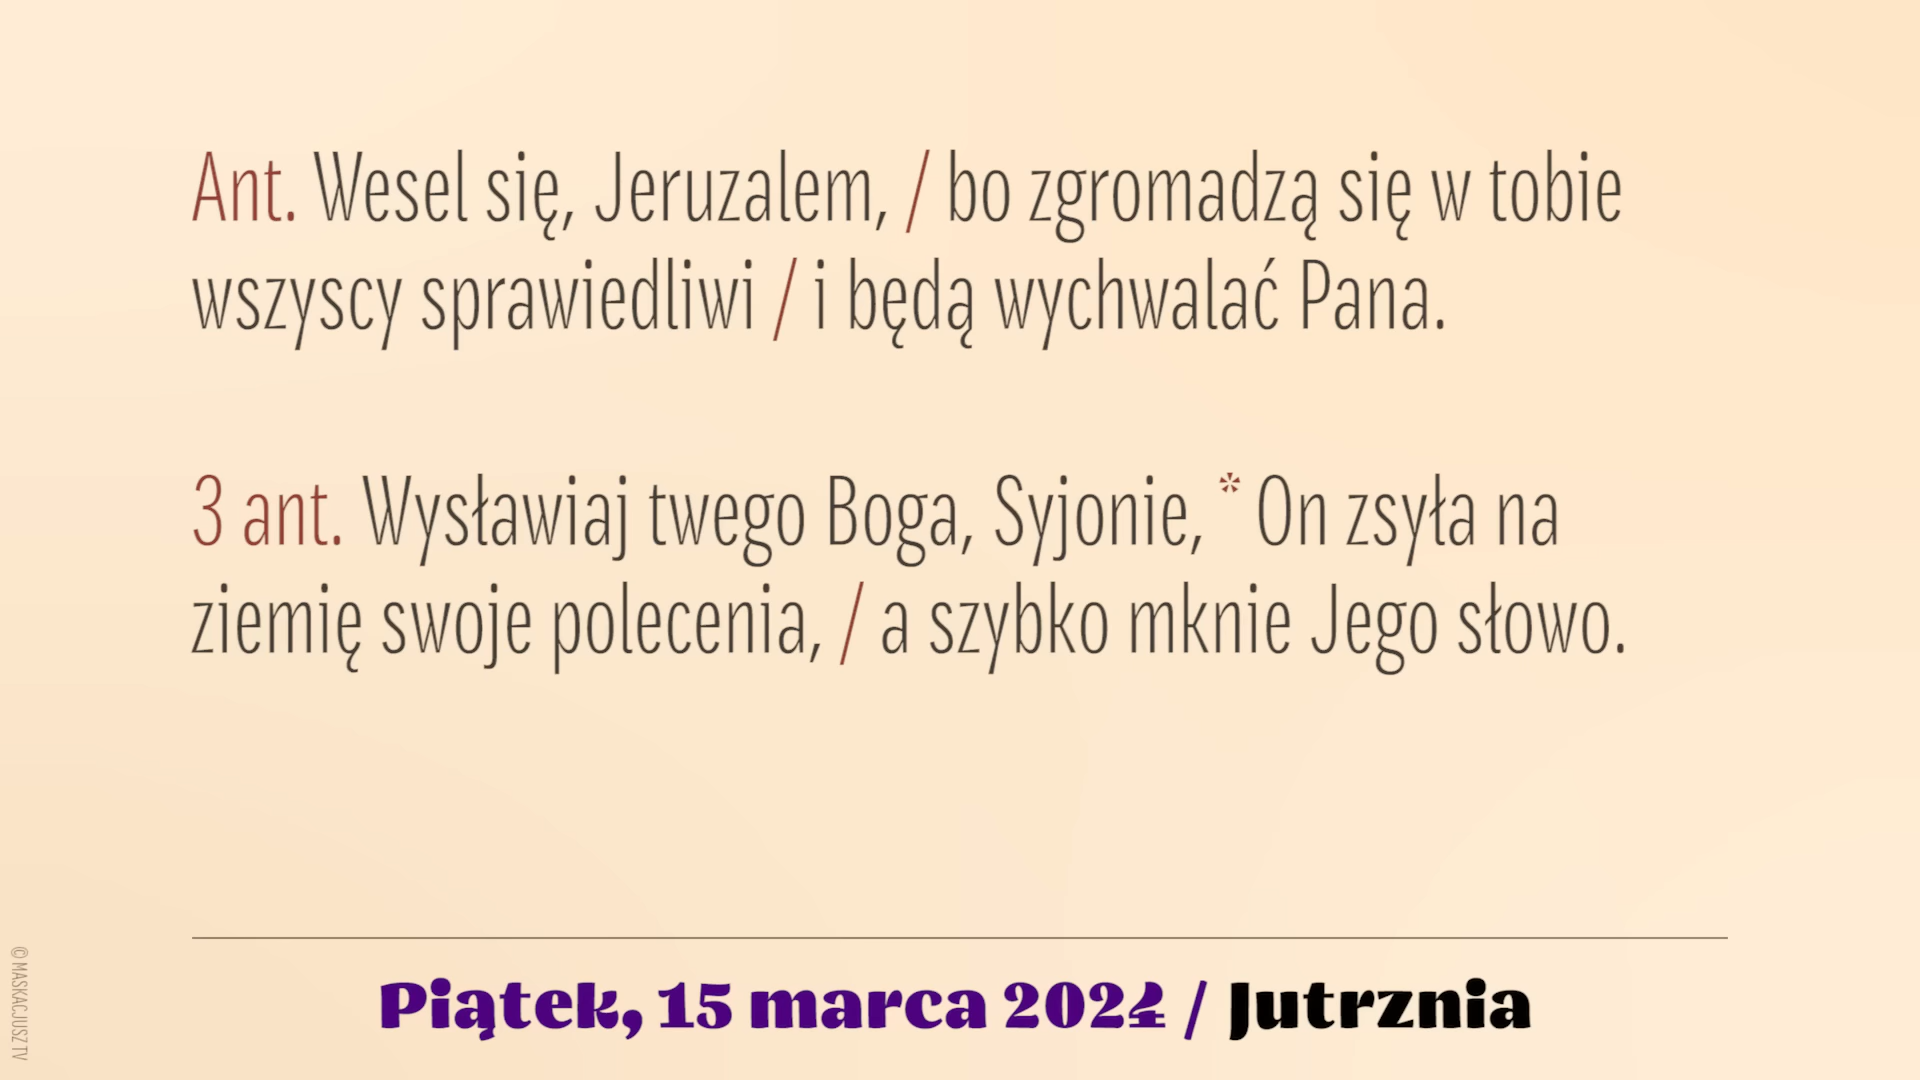 Ant. Wesel się, Jeruzalem, / bo zgromadzą się w tobie
wszyscy sprawiedliwi / i będą wychwalać Pana.
3 ant. Wysławiaj twego Boga, Syjonie, * On zsyła na
ziemię swoje polecenia, / a szybko mknie Jego słowo.
Piątek, 15 marca 2024 / Jutrznia
© MASKACJUSZ TV